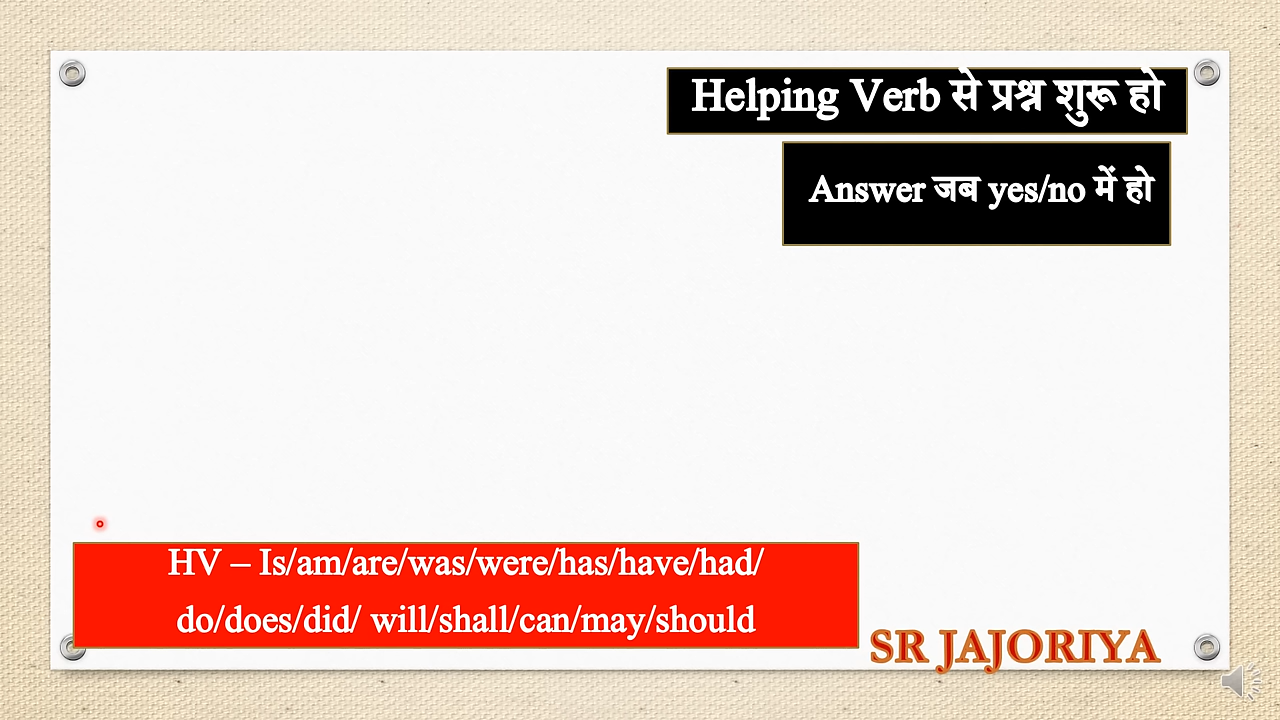 Helping Verb से प्रश्न शुरू हो
Answer जब yes/no में हो
HV – Is/am/are/was/were/has/have/had/
do/does/did/ will/shall/can/may/should
SR JAJORIYA